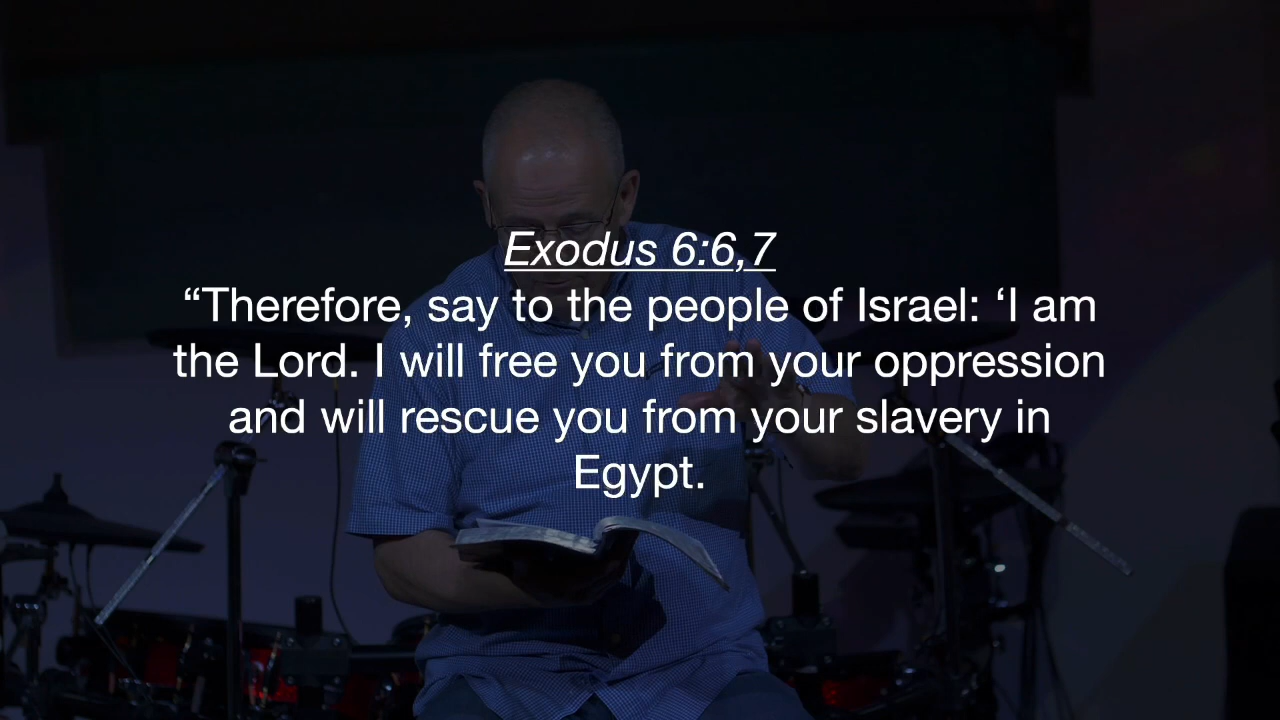 Exodus 6:6,7
“Therefore, say to the people of Israel: ‘I am
the Lord. I will free you from your oppression
and will rescue you from your slavery in
Egypt.